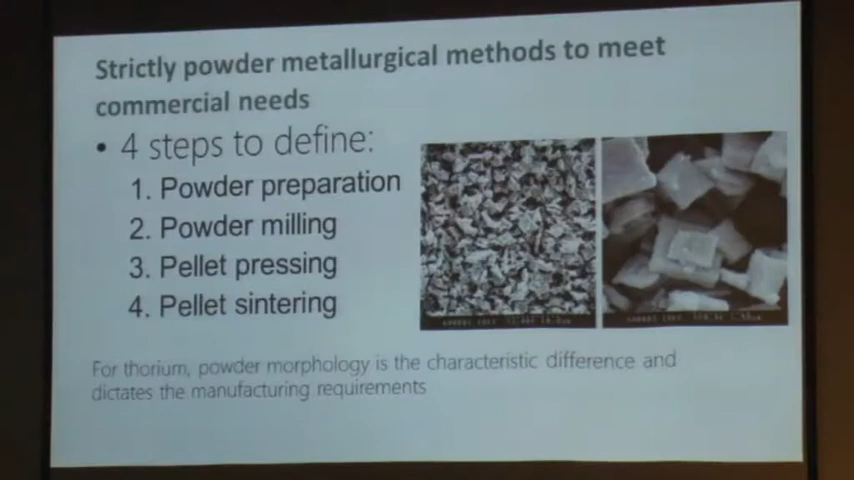 Strictly powder metallurgical methods to meet
commercial needs
• 4 steps to define:
1. Powder preparation
2. Powder milling
3. Pellet pressing
4. Pellet sintering
For thorium, powder morphology is the characteristic difference and
dictates the manufacturing requirements